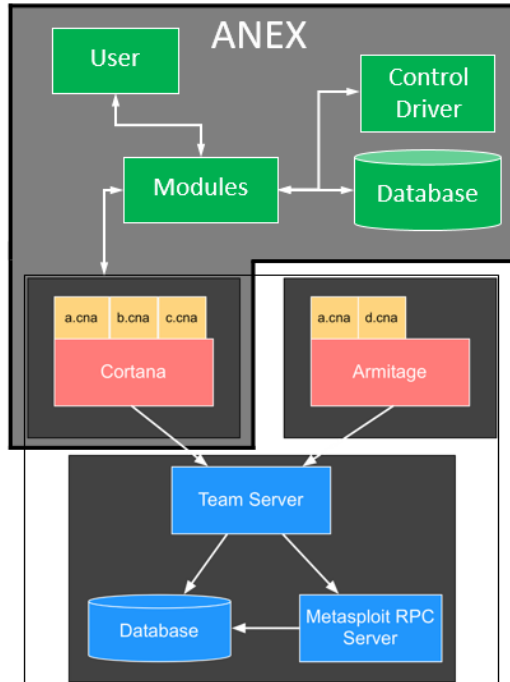 ANEX
User
Control
Driver
Modules
Database
a.cna
b.cna
c.cna
Cortana
a.cna
d.cna
Armitage
Team Server
Database
Metasploit RPC
Server